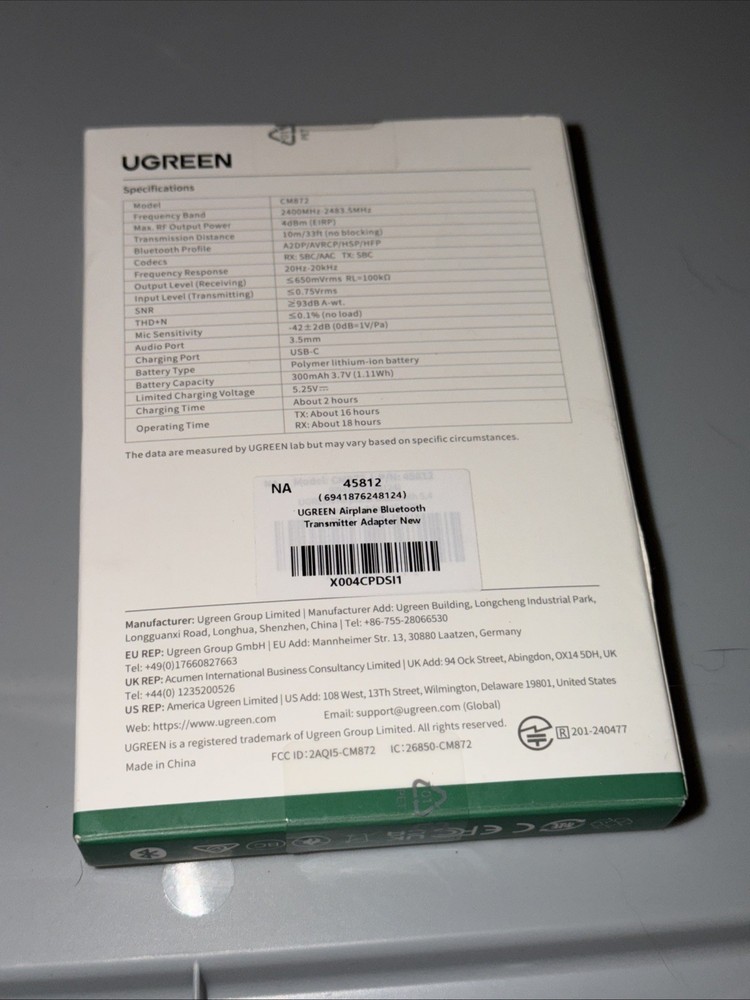 UGREEN
Specifications
Model CM872
Frequency Band 2400MHz-2483.5MHz
Max. RF Output Power 4dBm (EIRP)
Transmission Distance 10m/33ft (no blocking)
Bluetooth Profile A2DP/AVRCP/HSP/HFP
Codecs RX: SBC/AAC TX: SBC
Frequency Response 20Hz-20kHz
Output Level (Receiving) ≤650mVrms RL=100kΩ
Input Level (Transmitting) ≤0.75Vrms
SNR ≥93dB A-wt.
THD+N ≤0.1% (no load)
Mic Sensitivity -42±2dB (0dB=1V/Pa)
Audio Port 3.5mm
Charging Port USB-C
Battery Type Polymer lithium-ion battery
Battery Capacity 300mAh 3.7V (1.11Wh)
Limited Charging Voltage 5.25V⎓
Charging Time About 2 hours
Operating Time TX: About 16 hours
RX: About 18 hours
The data are measured by UGREEN lab but may vary based on specific circumstances.
NA 45812
(6941876248124)
UGREEN Airplane Bluetooth
Transmitter Adapter New
X004CPDSI1
Manufacturer: Ugreen Group Limited | Manufacturer Add: Ugreen Building, Longcheng Industrial Park,
Longguanxi Road, Longhua, Shenzhen, China | Tel: +86-755-28066530
EU REP: Ugreen Group GmbH | EU Add: Mannheimer Str. 13, 30880 Laatzen, Germany
Tel: +49(0)17660827663
UK REP: Acumen International Business Consultancy Limited | UK Add: 94 Ock Street, Abingdon, OX14 5DH, UK
Tel: +44(0) 1235200526
US REP: America Ugreen Limited | US Add: 108 West, 13Th Street, Wilmington, Delaware 19801, United States
Web: https://www.ugreen.com Email: support@ugreen.com (Global)
UGREEN is a registered trademark of Ugreen Group Limited. All rights reserved.
R 201-240477
Made in China FCC ID:2AQI5-CM872 IC:26850-CM872